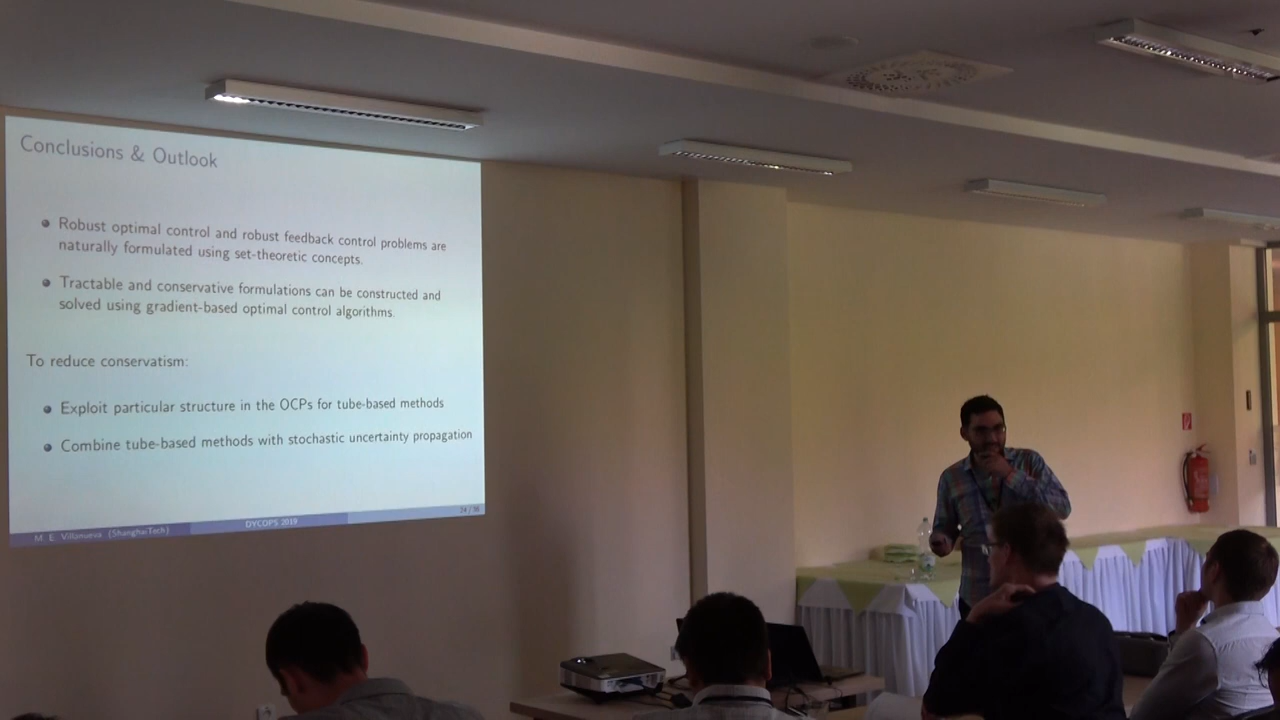 Conclusions & Outlook
Robust optimal control and robust feedback control problems are
naturally formulated using set-theoretic concepts.
Tractable and conservative formulations can be constructed and
solved using gradient-based optimal control algorithms.
To reduce conservatism:
Exploit particular structure in the OCPs for tube-based methods
Combine tube-based methods with stochastic uncertainty propagation
M. E. Villanueva (ShanghaiTech)
DYCOPS 2019